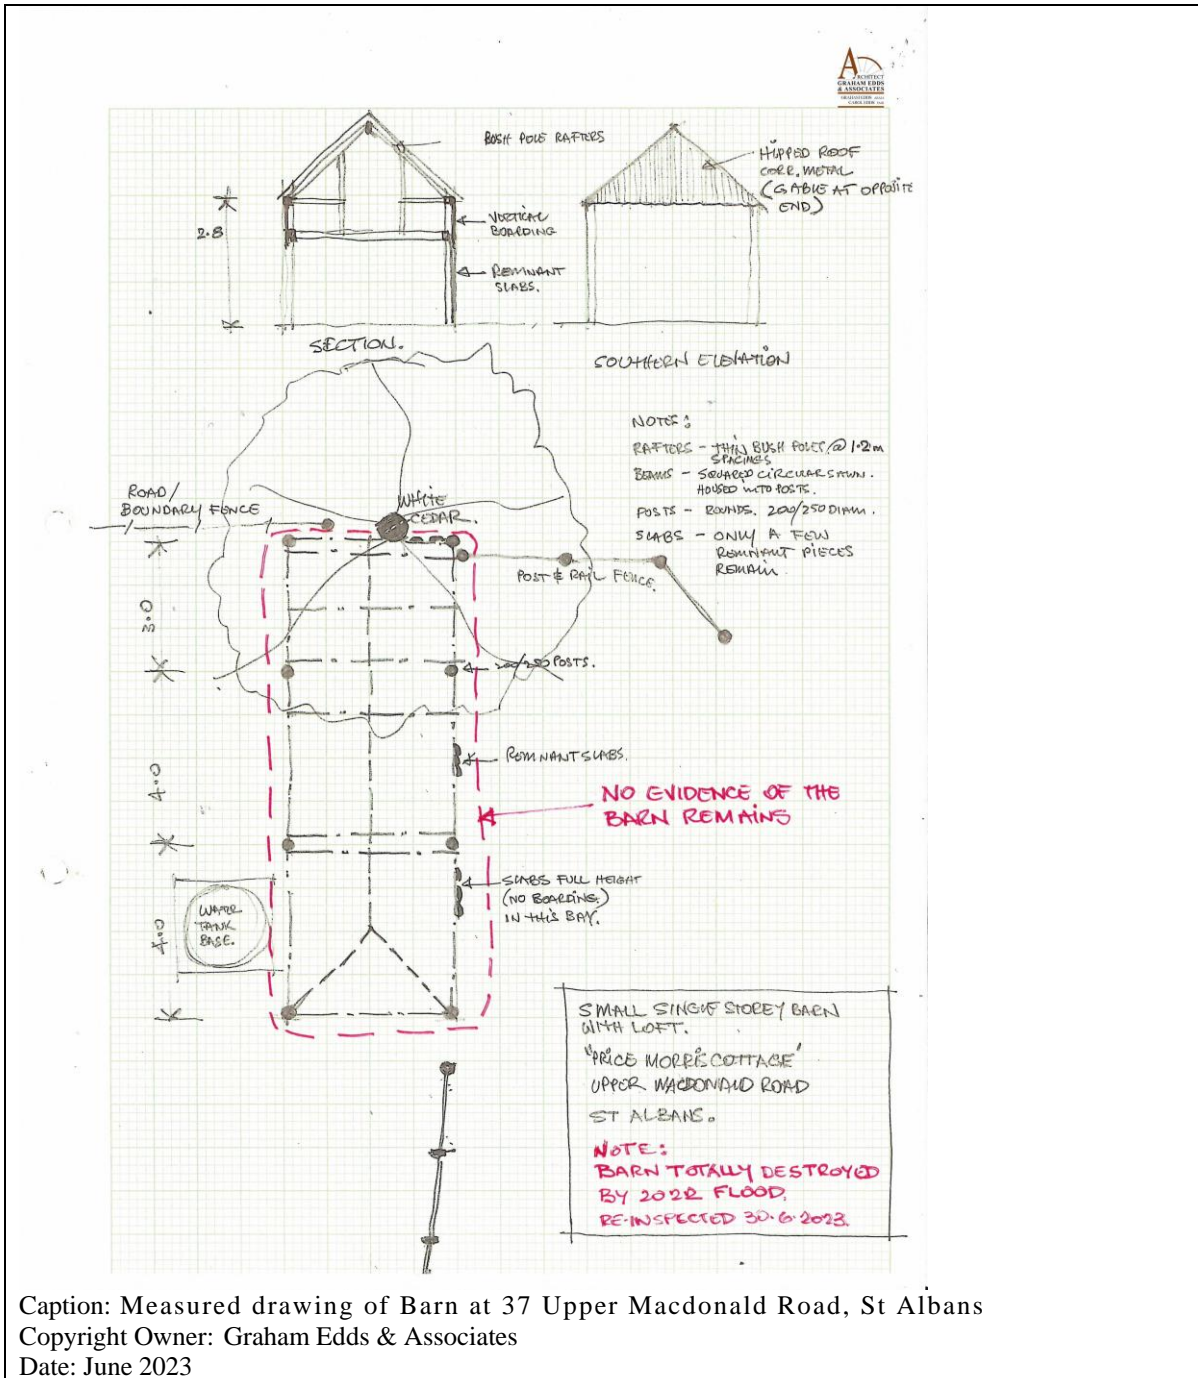 ARCHITECT
GRAHAM EDDS
& ASSOCIATES
BUSH POLE RAFTERS
HIPPED ROOF
CORR. METAL
(GABLE AT OPPOSITE
END)
2.8
VERTICAL
BOARDING
REMNANT
SLABS.
SECTION.
SOUTHERN ELEVATION
NOTES:
RAFTERS - THIN BUSH POLES @ 1.2m
SPACINGS
BEAMS - SQUARED CIRCULAR SAWN.
HOUSED INTO POSTS.
POSTS - ROUNDS. 200/250 DIAM.
SLABS - ONLY A FEW
REMNANT PIECES
REMAIN.
ROAD/
BOUNDARY FENCE
WHITE
CEDAR.
POST & RAIL FENCE.
3.0
200/250 POSTS.
REMNANT SLABS.
4.0
NO EVIDENCE OF THE
BARN REMAINS
SLABS FULL HEIGHT
(NO BOARDING)
IN THIS BAY.
WATER
TANK
BASE.
4.0
SMALL SINGLE STOREY BARN
WITH LOFT.
"PRICE MORRIS COTTAGE"
UPPER MACDONALD ROAD
ST ALBANS.
NOTE:
BARN TOTALLY DESTROYED
BY 2022 FLOOD.
RE-INSPECTED 30.6.2023.
Caption: Measured drawing of Barn at 37 Upper Macdonald Road, St Albans
Copyright Owner: Graham Edds & Associates
Date: June 2023